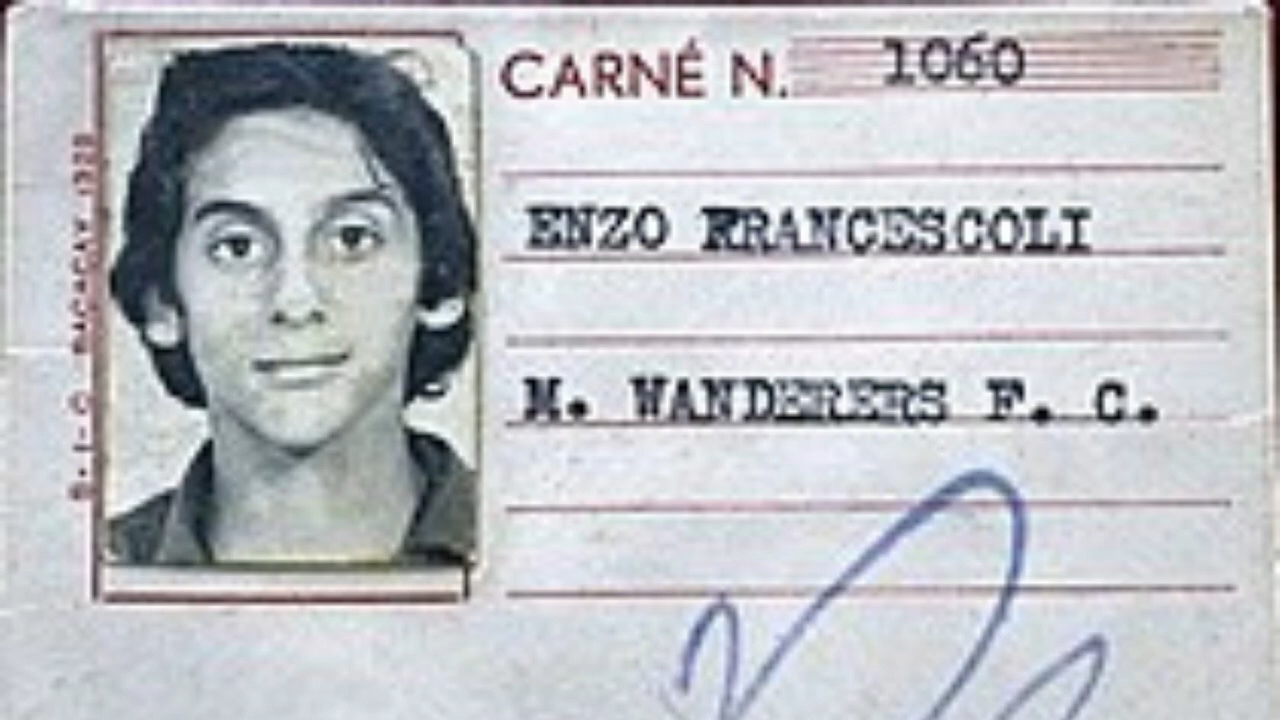 CARNÉ N. 1060
ENZO FRANCESCOLI
M. WANDERERS F. C.